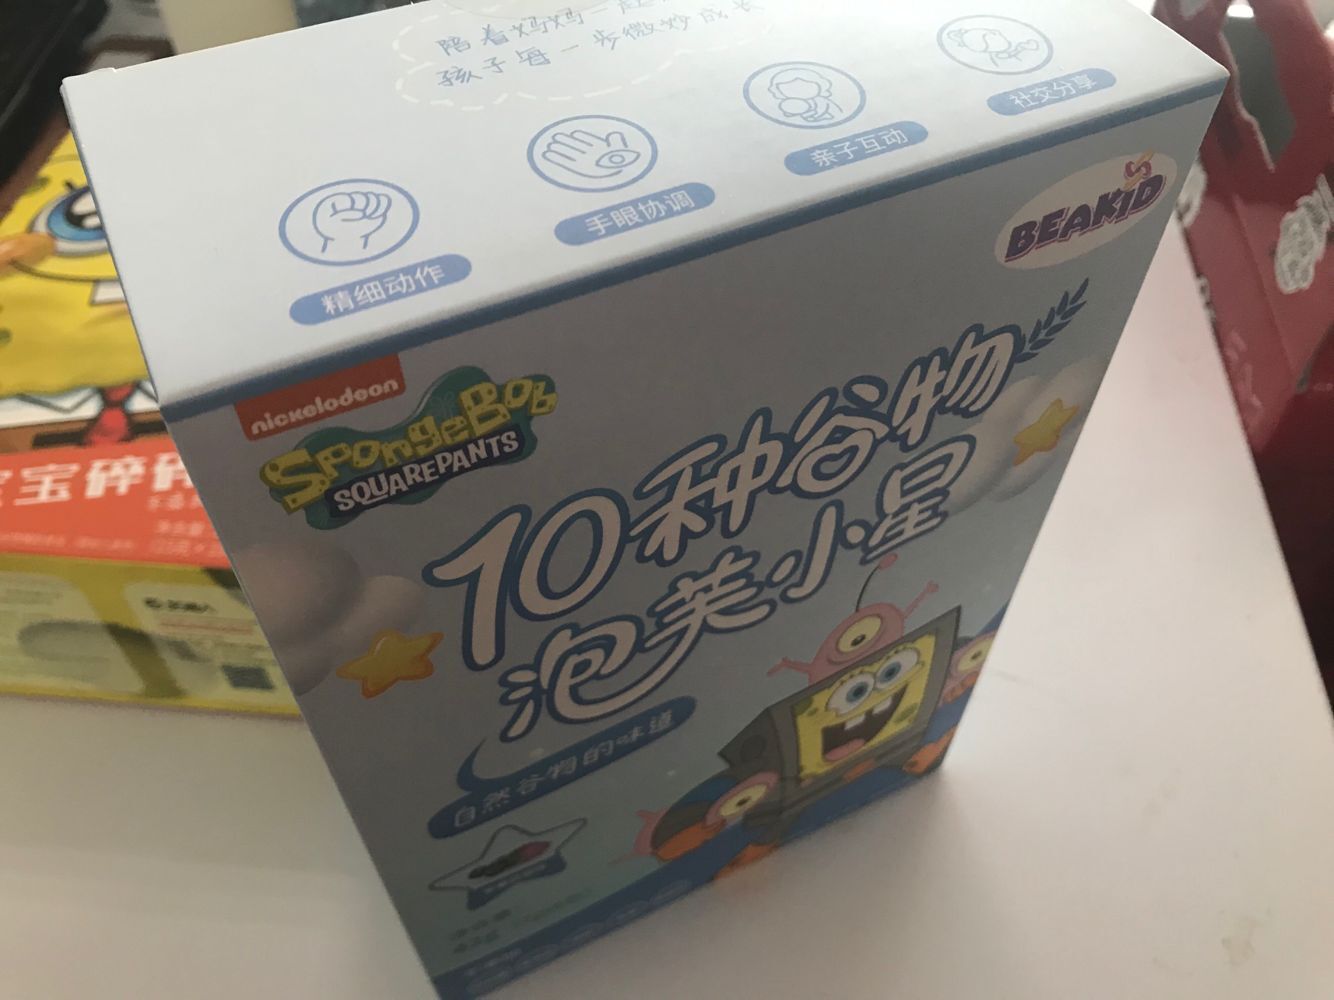 陪着妈妈一起
孩子每一步微妙成长
社交分享
亲子互动
手眼协调
精细动作
BEAKID
nickelodeon
SpongeBob
SQUAREPANTS
10种谷物
泡芙小星
自然谷物的味道
宝碎